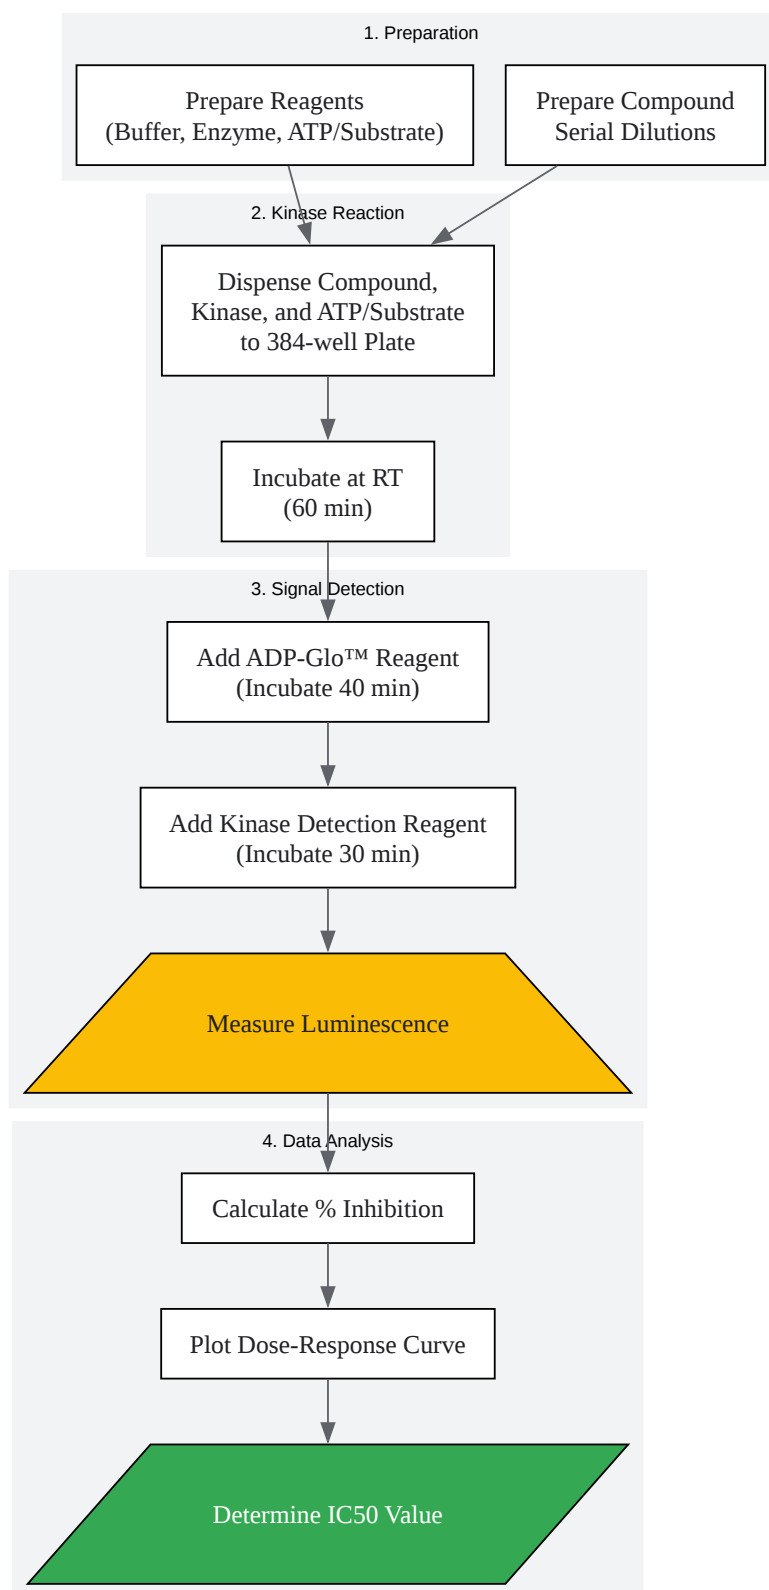 1. Preparation
Prepare Reagents
(Buffer, Enzyme, ATP/Substrate)
Prepare Compound
Serial Dilutions
2. Kinase Reaction
Dispense Compound,
Kinase, and ATP/Substrate
to 384-well Plate
Incubate at RT
(60 min)
3. Signal Detection
Add ADP-Glo™ Reagent
(Incubate 40 min)
Add Kinase Detection Reagent
(Incubate 30 min)
Measure Luminescence
4. Data Analysis
Calculate % Inhibition
Plot Dose-Response Curve
Determine IC50 Value